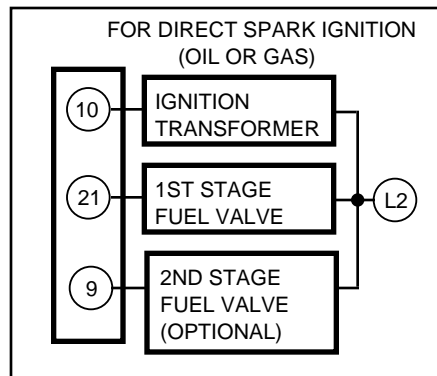 FOR DIRECT SPARK IGNITION
(OIL OR GAS)
10
IGNITION
TRANSFORMER
21
1ST STAGE
FUEL VALVE
L2
9
2ND STAGE
FUEL VALVE
(OPTIONAL)